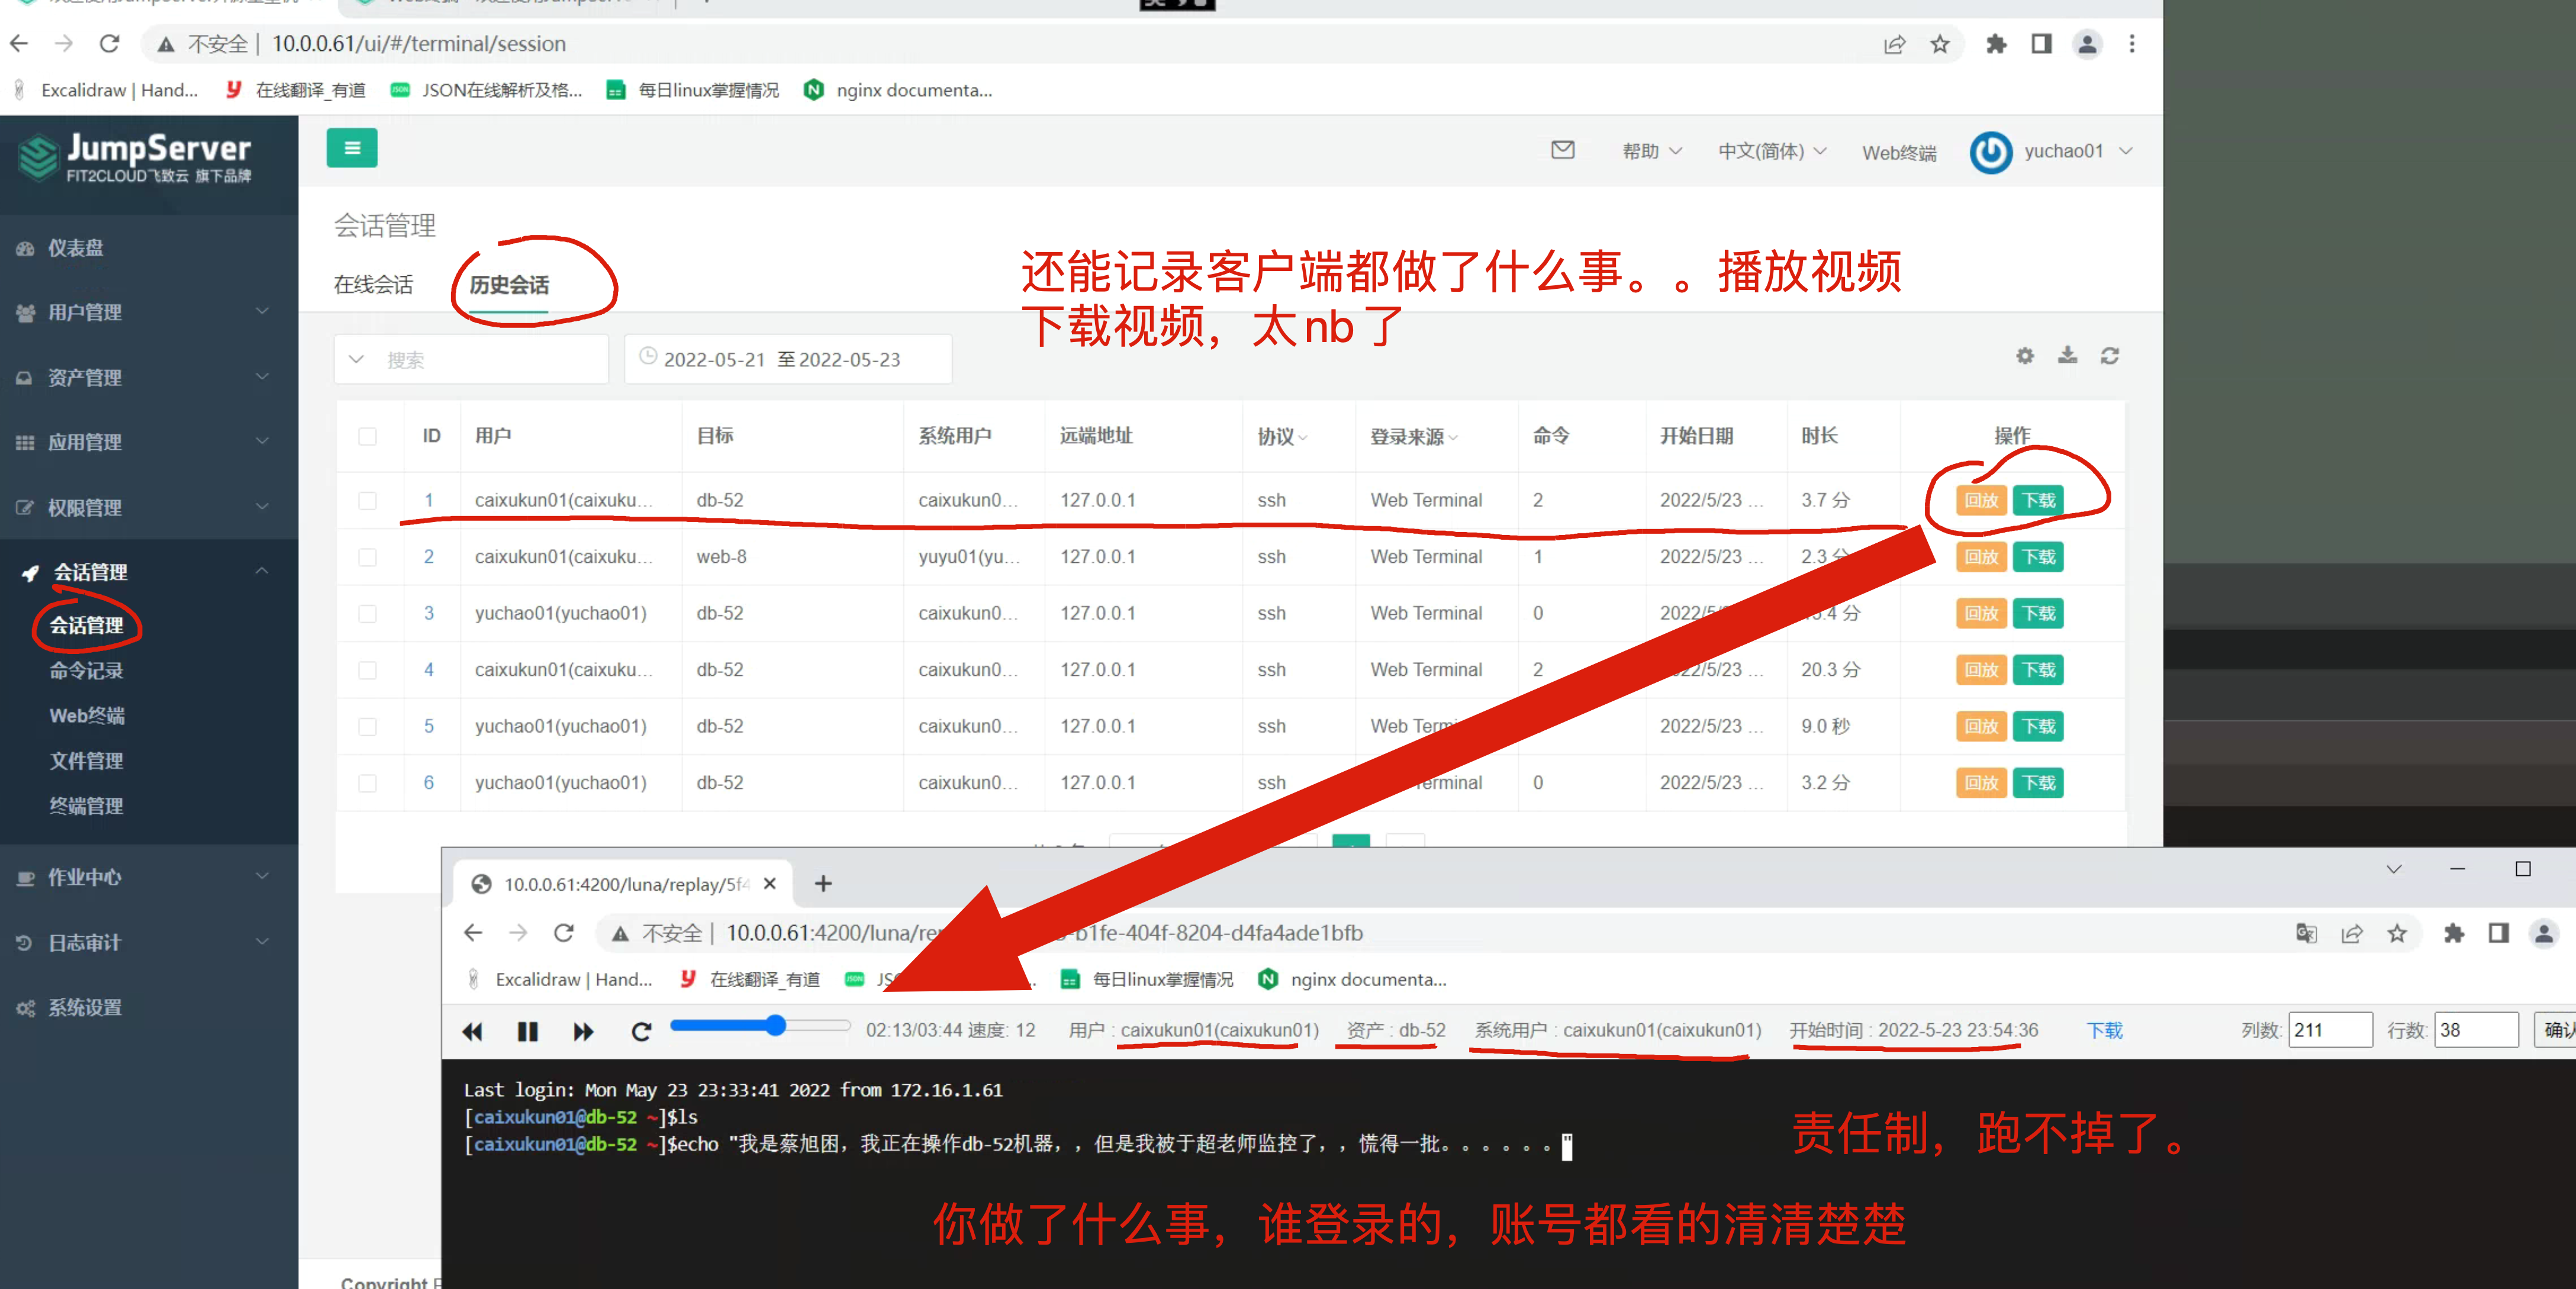 不安全 | 10.0.0.61/ui/#/terminal/session
Excalidraw | Hand... 在线翻译_有道 JSON在线解析及格... 每日linux掌握情况 nginx documenta...
JumpServer
FIT2CLOUD飞致云 旗下品牌
帮助 中文(简体) Web终端 yuchao01
仪表盘
用户管理
资产管理
应用管理
权限管理
会话管理
会话管理
命令记录
Web终端
文件管理
终端管理
作业中心
日志审计
系统设置
会话管理
在线会话 历史会话
还能记录客户端都做了什么事。。播放视频
下载视频，太nb了
搜索 2022-05-21 至 2022-05-23
ID 用户 目标 系统用户 远端地址 协议 登录来源 命令 开始日期 时长 操作
1 caixukun01(caixuku... db-52 caixukun0... 127.0.0.1 ssh Web Terminal 2 2022/5/23 ... 3.7 分 回放 下载
2 caixukun01(caixuku... web-8 yuyu01(yu... 127.0.0.1 ssh Web Terminal 1 2022/5/23 ... 2.3 分 回放 下载
3 yuchao01(yuchao01) db-52 caixukun0... 127.0.0.1 ssh Web Terminal 0 2022/5/ .4 分 回放 下载
4 caixukun01(caixuku... db-52 caixukun0... 127.0.0.1 ssh Web Terminal 2 22/5/23 ... 20.3 分 回放 下载
5 yuchao01(yuchao01) db-52 caixukun0... 127.0.0.1 ssh Web Term 2022/5/23 ... 9.0 秒 回放 下载
6 yuchao01(yuchao01) db-52 caixukun0... 127.0.0.1 ssh erminal 0 2022/5/23 ... 3.2 分 回放 下载
10.0.0.61:4200/luna/replay/5f4
不安全 | 10.0.0.61:4200/luna/re -b1fe-404f-8204-d4fa4ade1bfb
Excalidraw | Hand... 在线翻译_有道 JS 每日linux掌握情况 nginx documenta...
02:13/03:44 速度: 12 用户 : caixukun01(caixukun01) 资产 : db-52 系统用户 : caixukun01(caixukun01) 开始时间 : 2022-5-23 23:54:36 下载 列数: 211 行数: 38 确认
Last login: Mon May 23 23:33:41 2022 from 172.16.1.61
[caixukun01@db-52 ~]$ls
[caixukun01@db-52 ~]$echo "我是蔡旭困，我正在操作db-52机器，，但是我被于超老师监控了，，慌得一批。。。。。。"
责任制，跑不掉了。
你做了什么事，谁登录的，账号都看的清清楚楚
Copyright